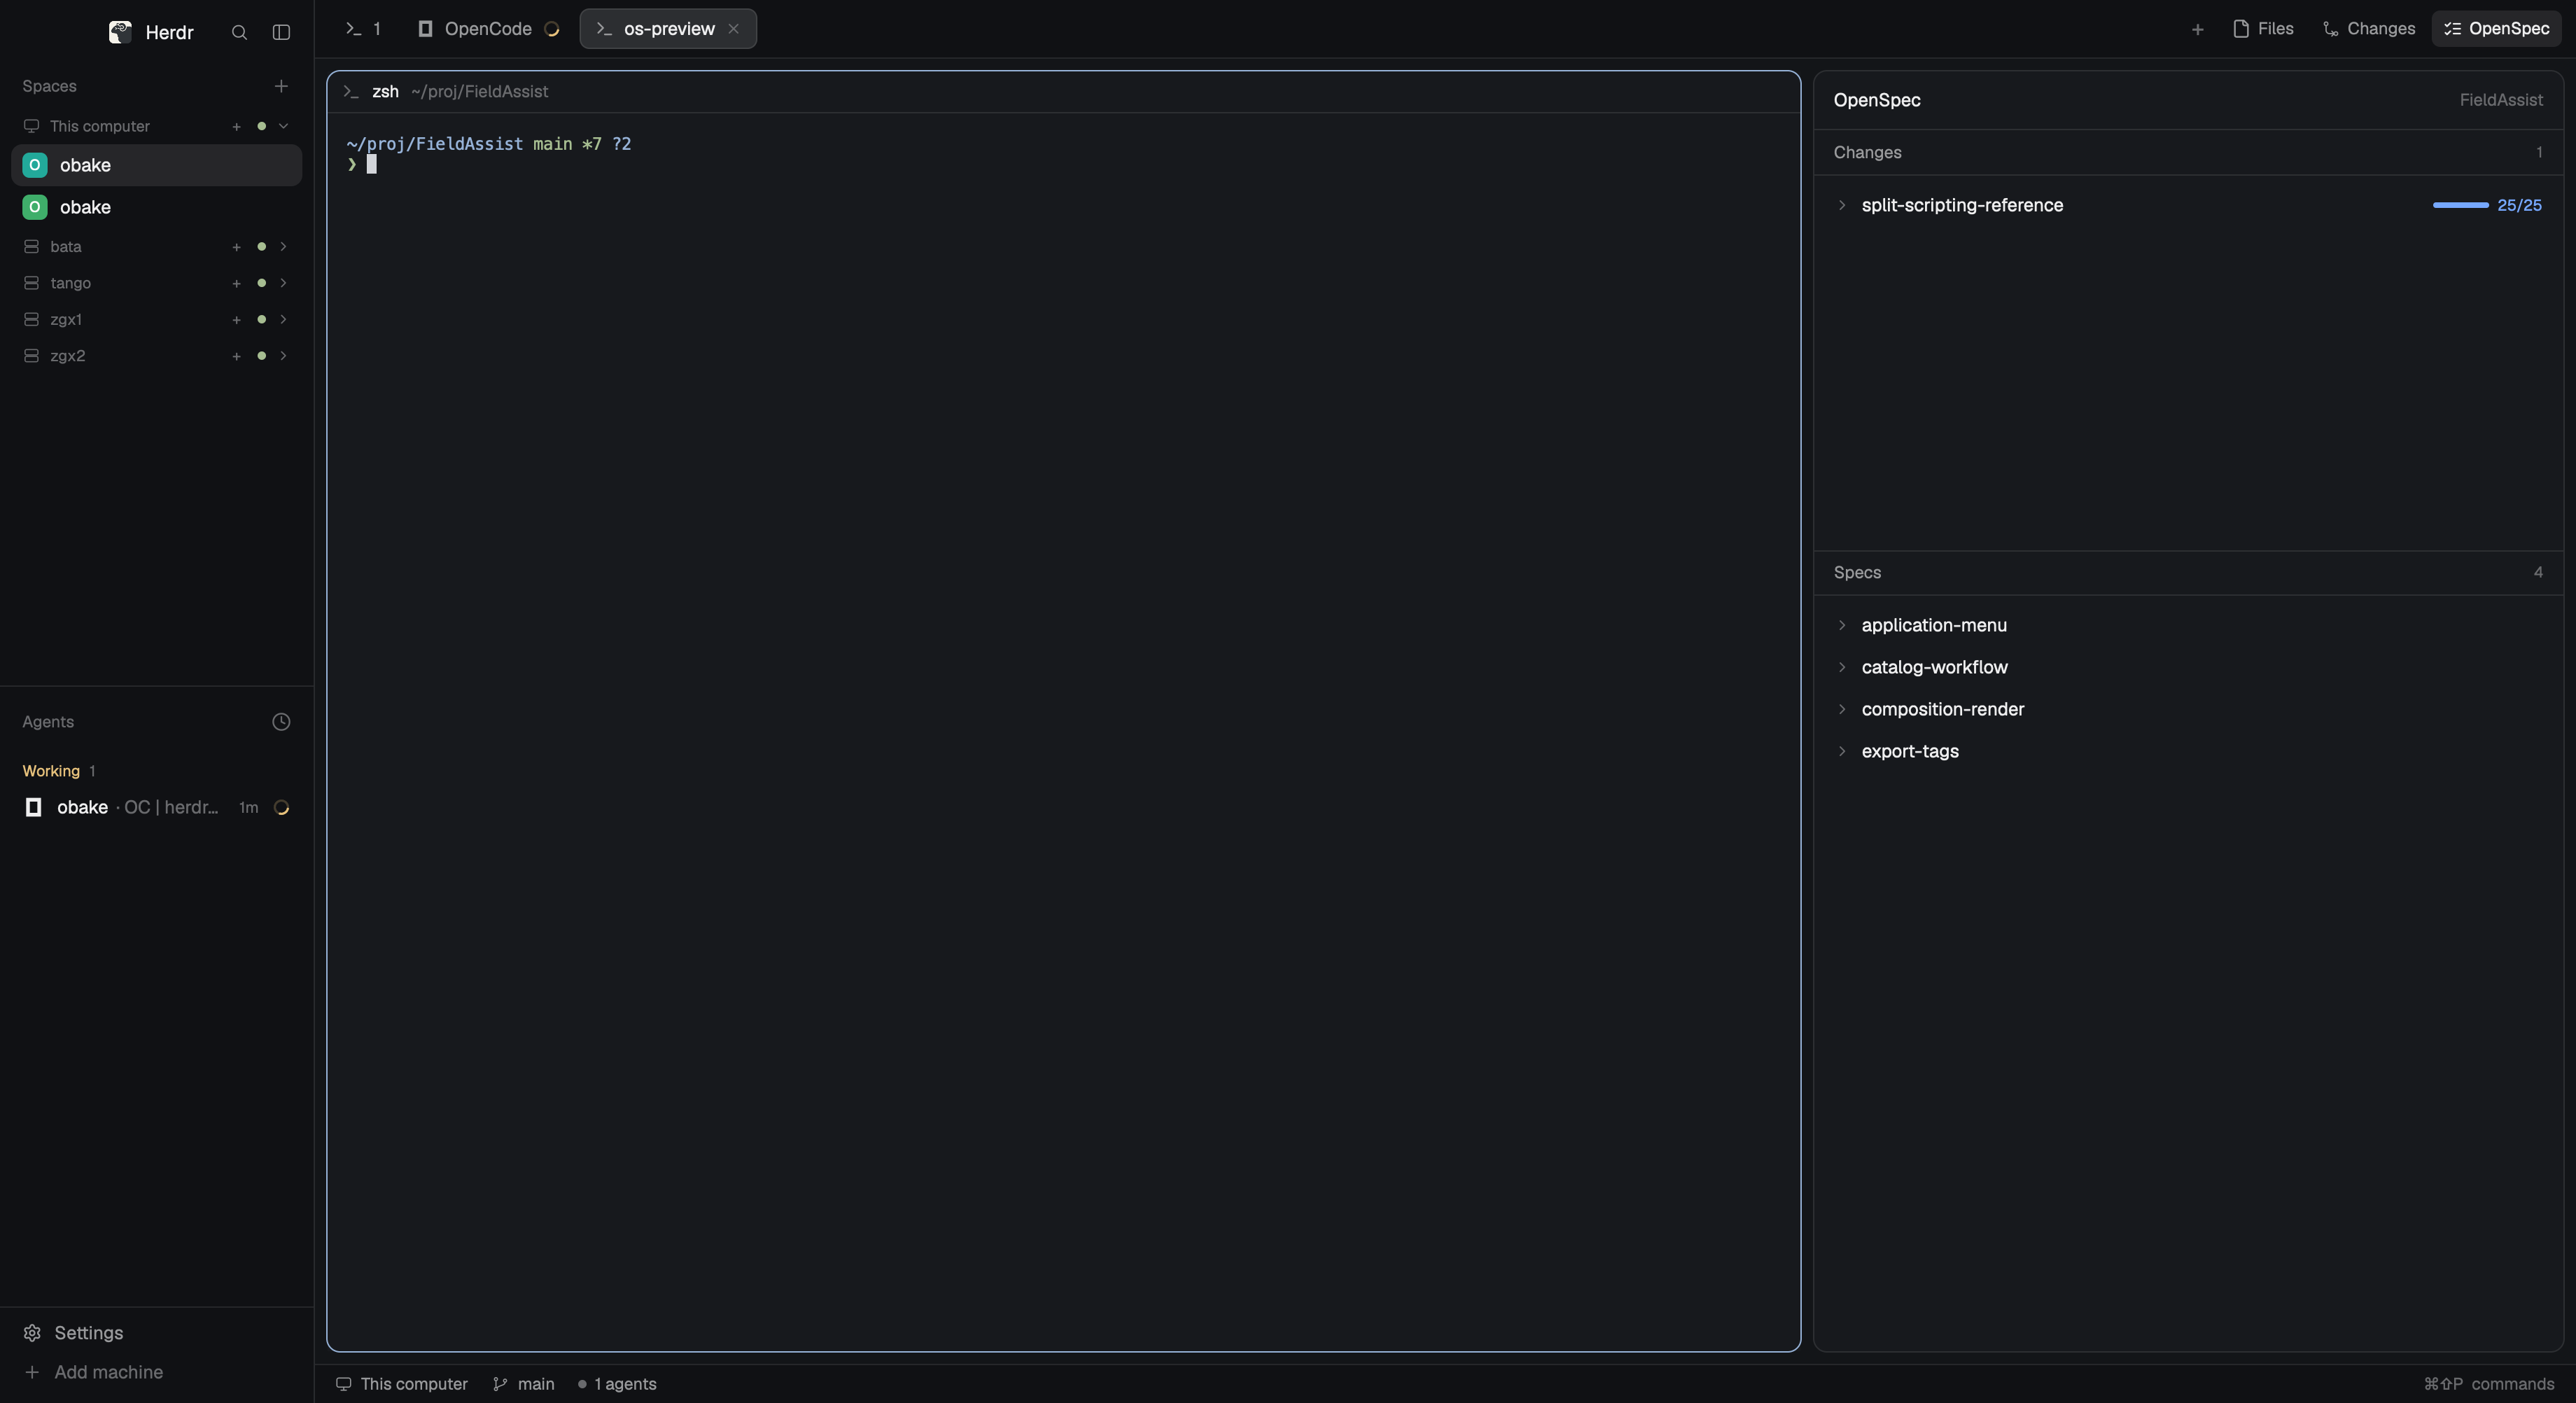 Herdr
Spaces
This computer
O obake
O obake
bata
tango
zgx1
zgx2
Agents
Working 1
obake · OC | herdr... 1m
Settings
Add machine
1
OpenCode
os-preview
Files
Changes
OpenSpec
zsh ~/proj/FieldAssist
~/proj/FieldAssist main *7 ?2
❯
OpenSpec FieldAssist
Changes 1
split-scripting-reference 25/25
Specs 4
application-menu
catalog-workflow
composition-render
export-tags
This computer main 1 agents
⌘⇧P commands